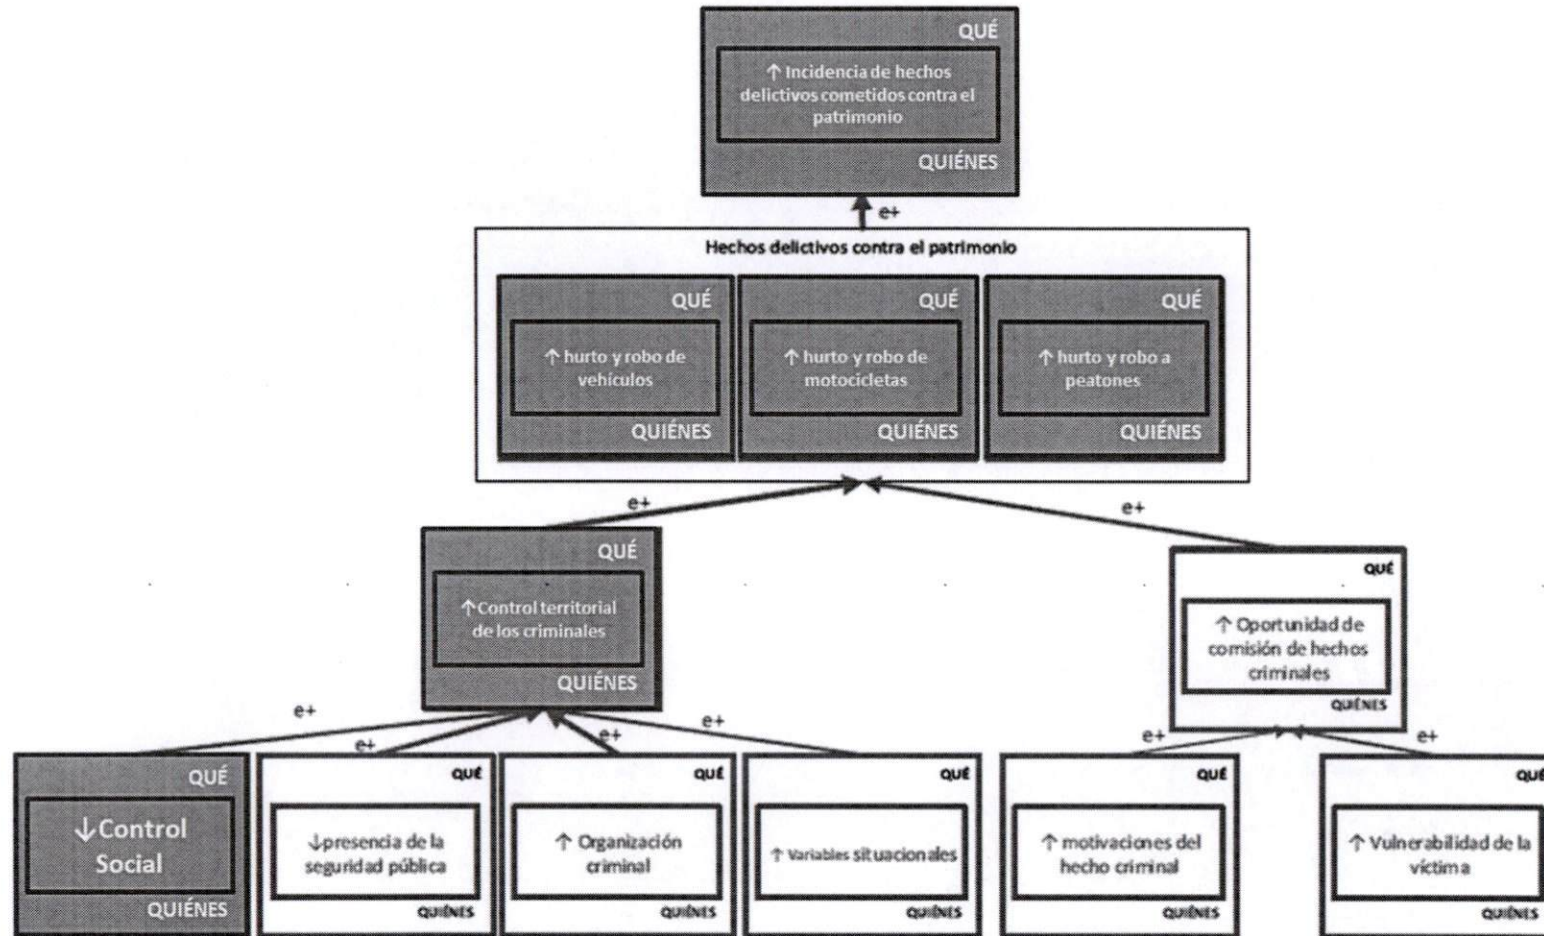 QUÉ
↑ Incidencia de hechos
delictivos cometidos contra el
patrimonio
QUIÉNES
e+
Hechos delictivos contra el patrimonio
QUÉ
↑ hurto y robo de
vehículos
QUIÉNES
QUÉ
↑ hurto y robo de
motocicletas
QUIÉNES
QUÉ
↑ hurto y robo a
peatones
QUIÉNES
e+
e+
QUÉ
↑Control territorial
de los criminales
QUIÉNES
QUÉ
↑ Oportunidad de
comisión de hechos
criminales
QUIÉNES
e+
e+
e+
e+
e+
e+
QUÉ
↓Control
Social
QUIÉNES
QUÉ
↓presencia de la
seguridad pública
QUIÉNES
QUÉ
↑ Organización
criminal
QUIÉNES
QUÉ
↑ Variables situacionales
QUIÉNES
QUÉ
↑ motivaciones del
hecho criminal
QUIÉNES
QUÉ
↑ Vulnerabilidad de la
víctima
QUIÉNES